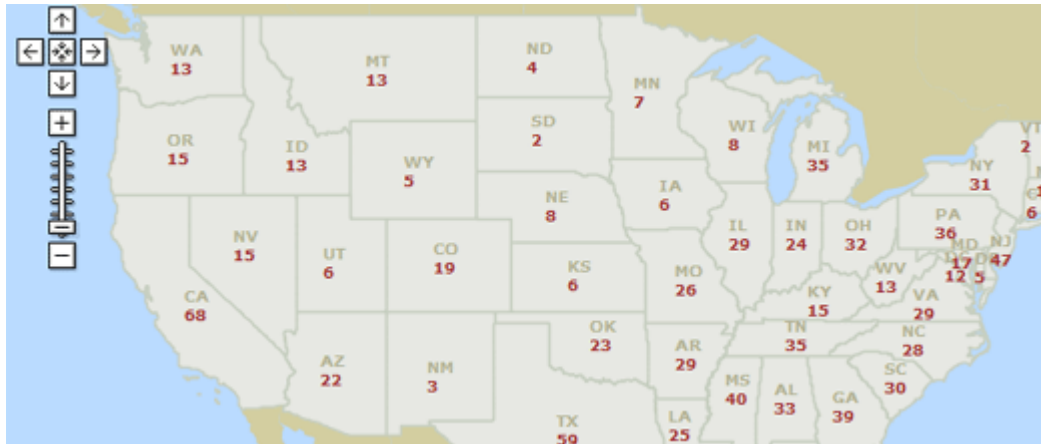 WA
13
MT
13
ND
4
MN
7
OR
15
ID
13
WY
5
SD
2
WI
8
MI
35
VT
2
NY
31
NE
8
IA
6
6
NV
15
UT
6
CO
19
KS
6
MO
26
IL
29
IN
24
OH
32
PA
36
NJ
47
MD
17
12
5
WV
13
VA
29
KY
15
CA
68
AZ
22
NM
3
OK
23
AR
29
TN
35
NC
28
SC
30
MS
40
AL
33
GA
39
TX
59
LA
25